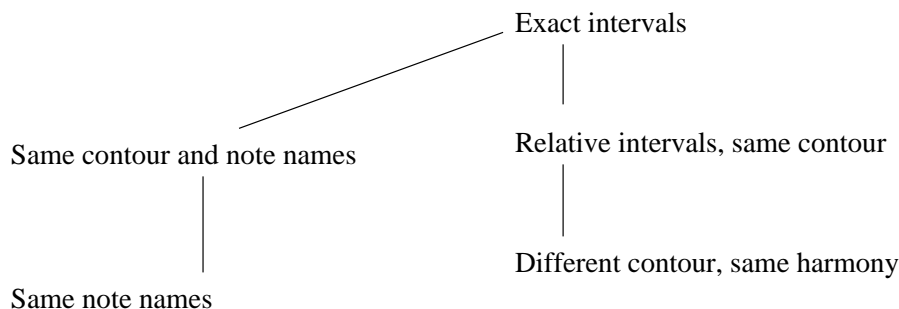 Exact intervals
Same contour and note names
Relative intervals, same contour
Different contour, same harmony
Same note names